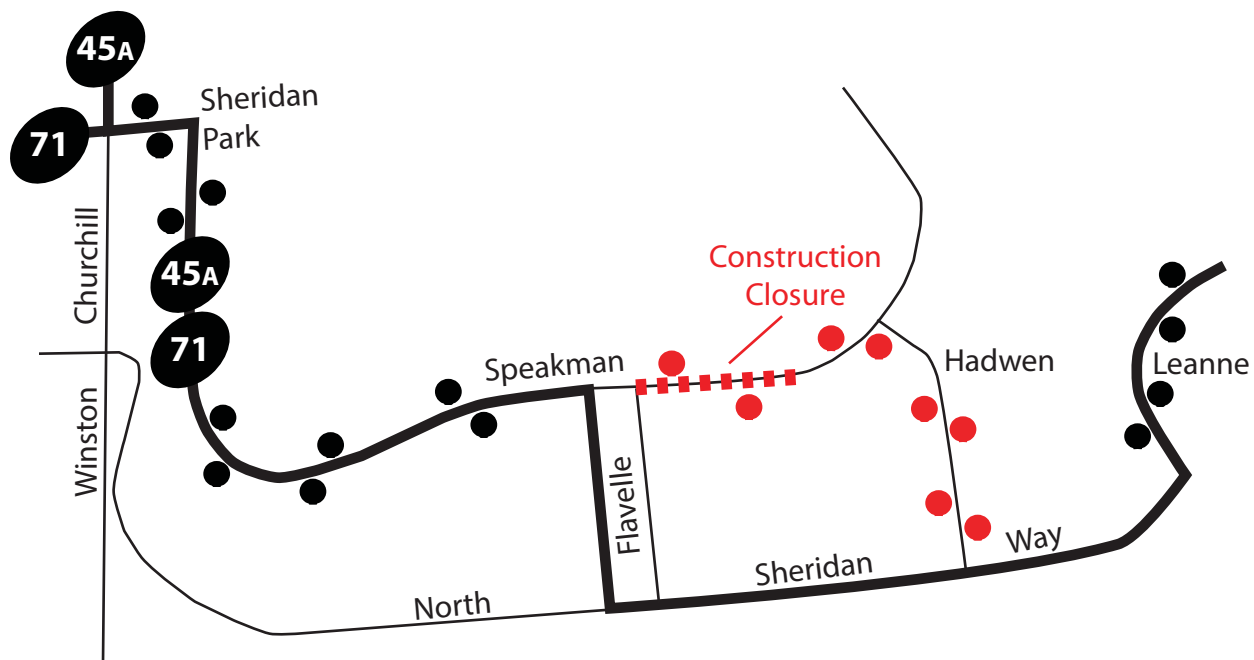 45A
71
Sheridan
Park
Churchill
Winston
45A
71
Speakman
Construction
Closure
Hadwen
Leanne
Flavelle
North
Sheridan
Way